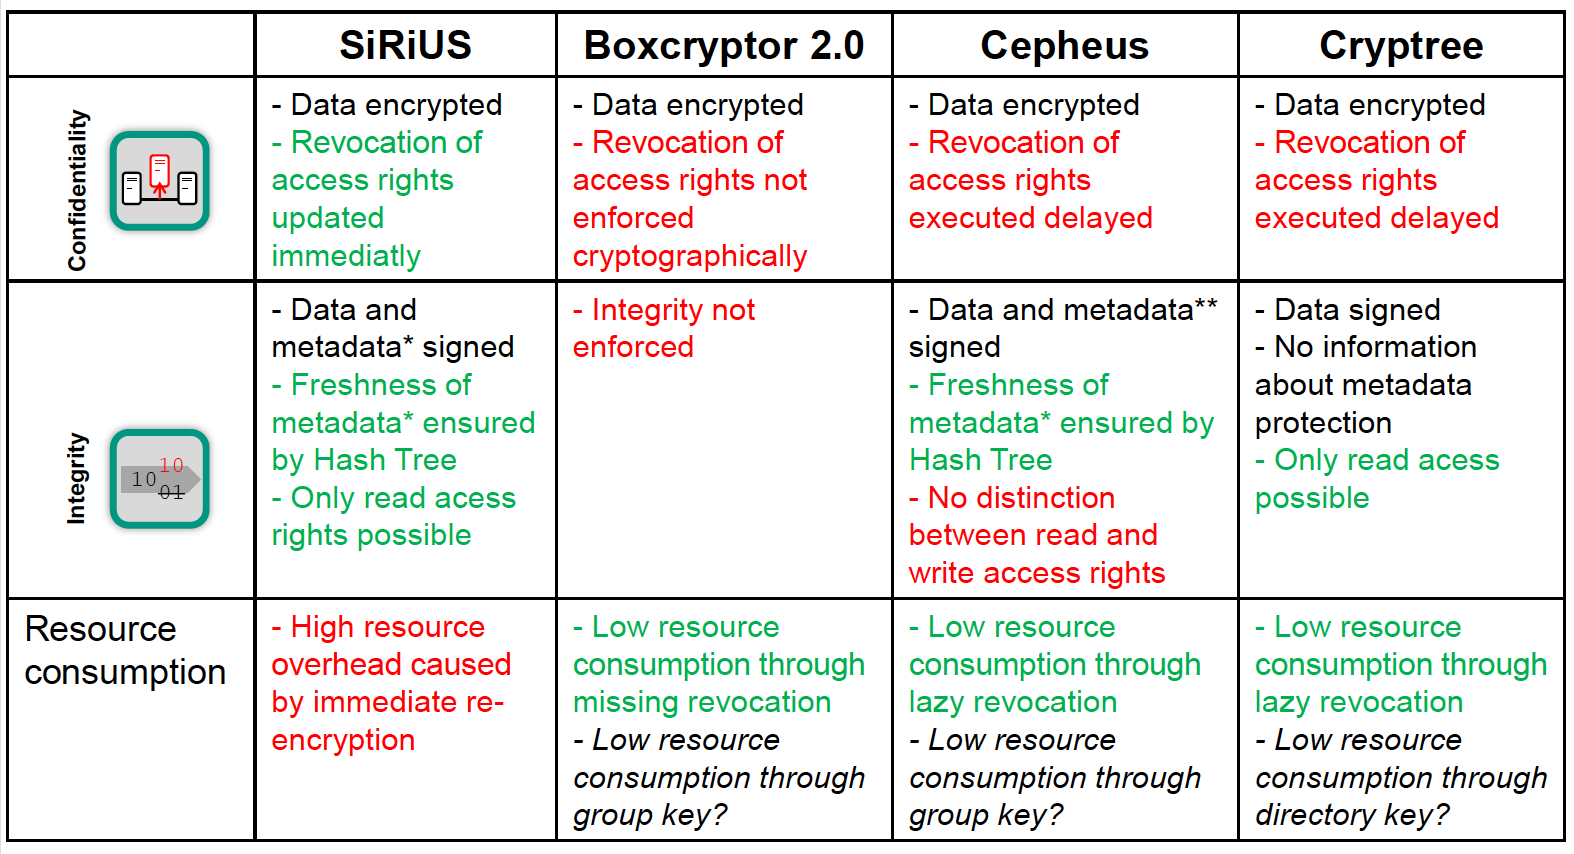 SiRiUS
Boxcryptor 2.0
Cepheus
Cryptree
Confidentiality
- Data encrypted
- Revocation of
access rights
updated
immediatly
- Data encrypted
- Revocation of
access rights not
enforced
cryptographically
- Data encrypted
- Revocation of
access rights
executed delayed
- Data encrypted
- Revocation of
access rights
executed delayed
Integrity
10
10
01
- Data and
metadata* signed
- Freshness of
metadata* ensured
by Hash Tree
- Only read acess
rights possible
- Integrity not
enforced
- Data and metadata**
signed
- Freshness of
metadata* ensured by
Hash Tree
- No distinction
between read and
write access rights
- Data signed
- No information
about metadata
protection
- Only read acess
possible
Resource
consumption
- High resource
overhead caused
by immediate re-
encryption
- Low resource
consumption through
missing revocation
- Low resource
consumption through
group key?
- Low resource
consumption through
lazy revocation
- Low resource
consumption through
group key?
- Low resource
consumption through
lazy revocation
- Low resource
consumption through
directory key?